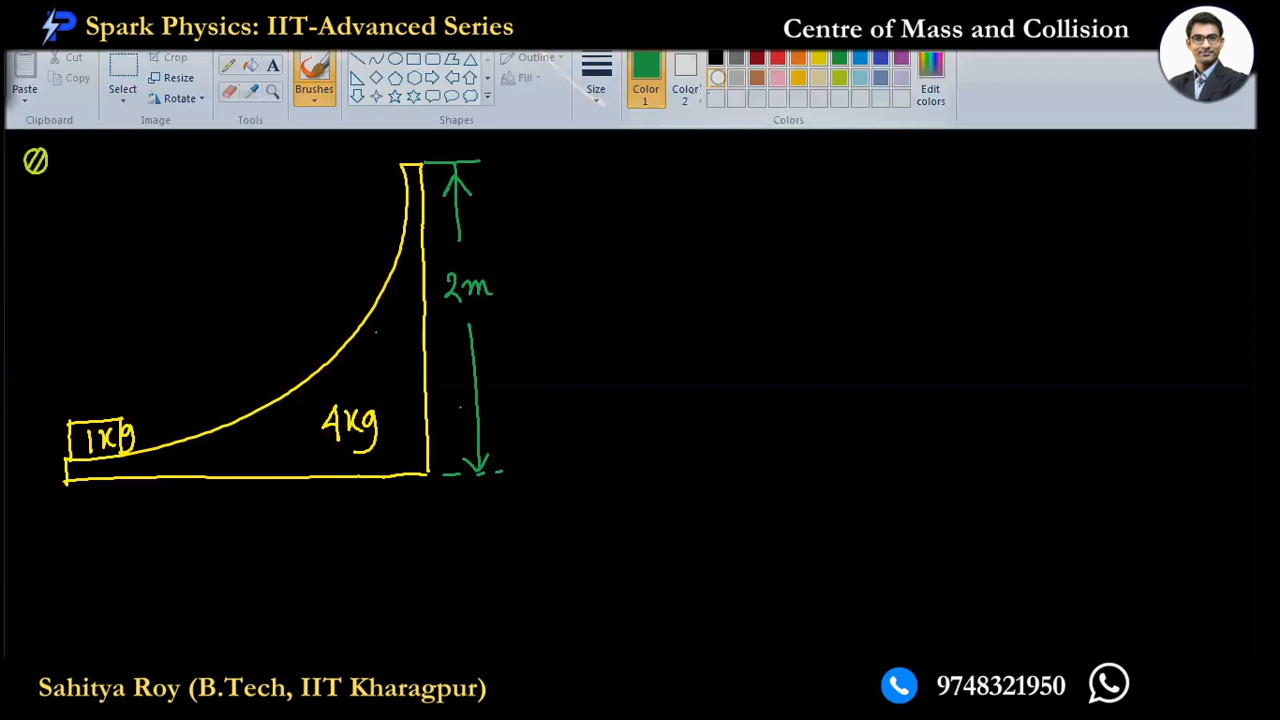 Spark Physics: IIT-Advanced Series
Centre of Mass and Collision
Paste
Cut
Copy
Clipboard
Select
Crop
Resize
Rotate
Image
A
Tools
Brushes
Shapes
Outline
Fill
Size
Color 1
Color 2
Edit colors
Colors
2m
1kg
4kg
Sahitya Roy (B.Tech, IIT Kharagpur)
9748321950